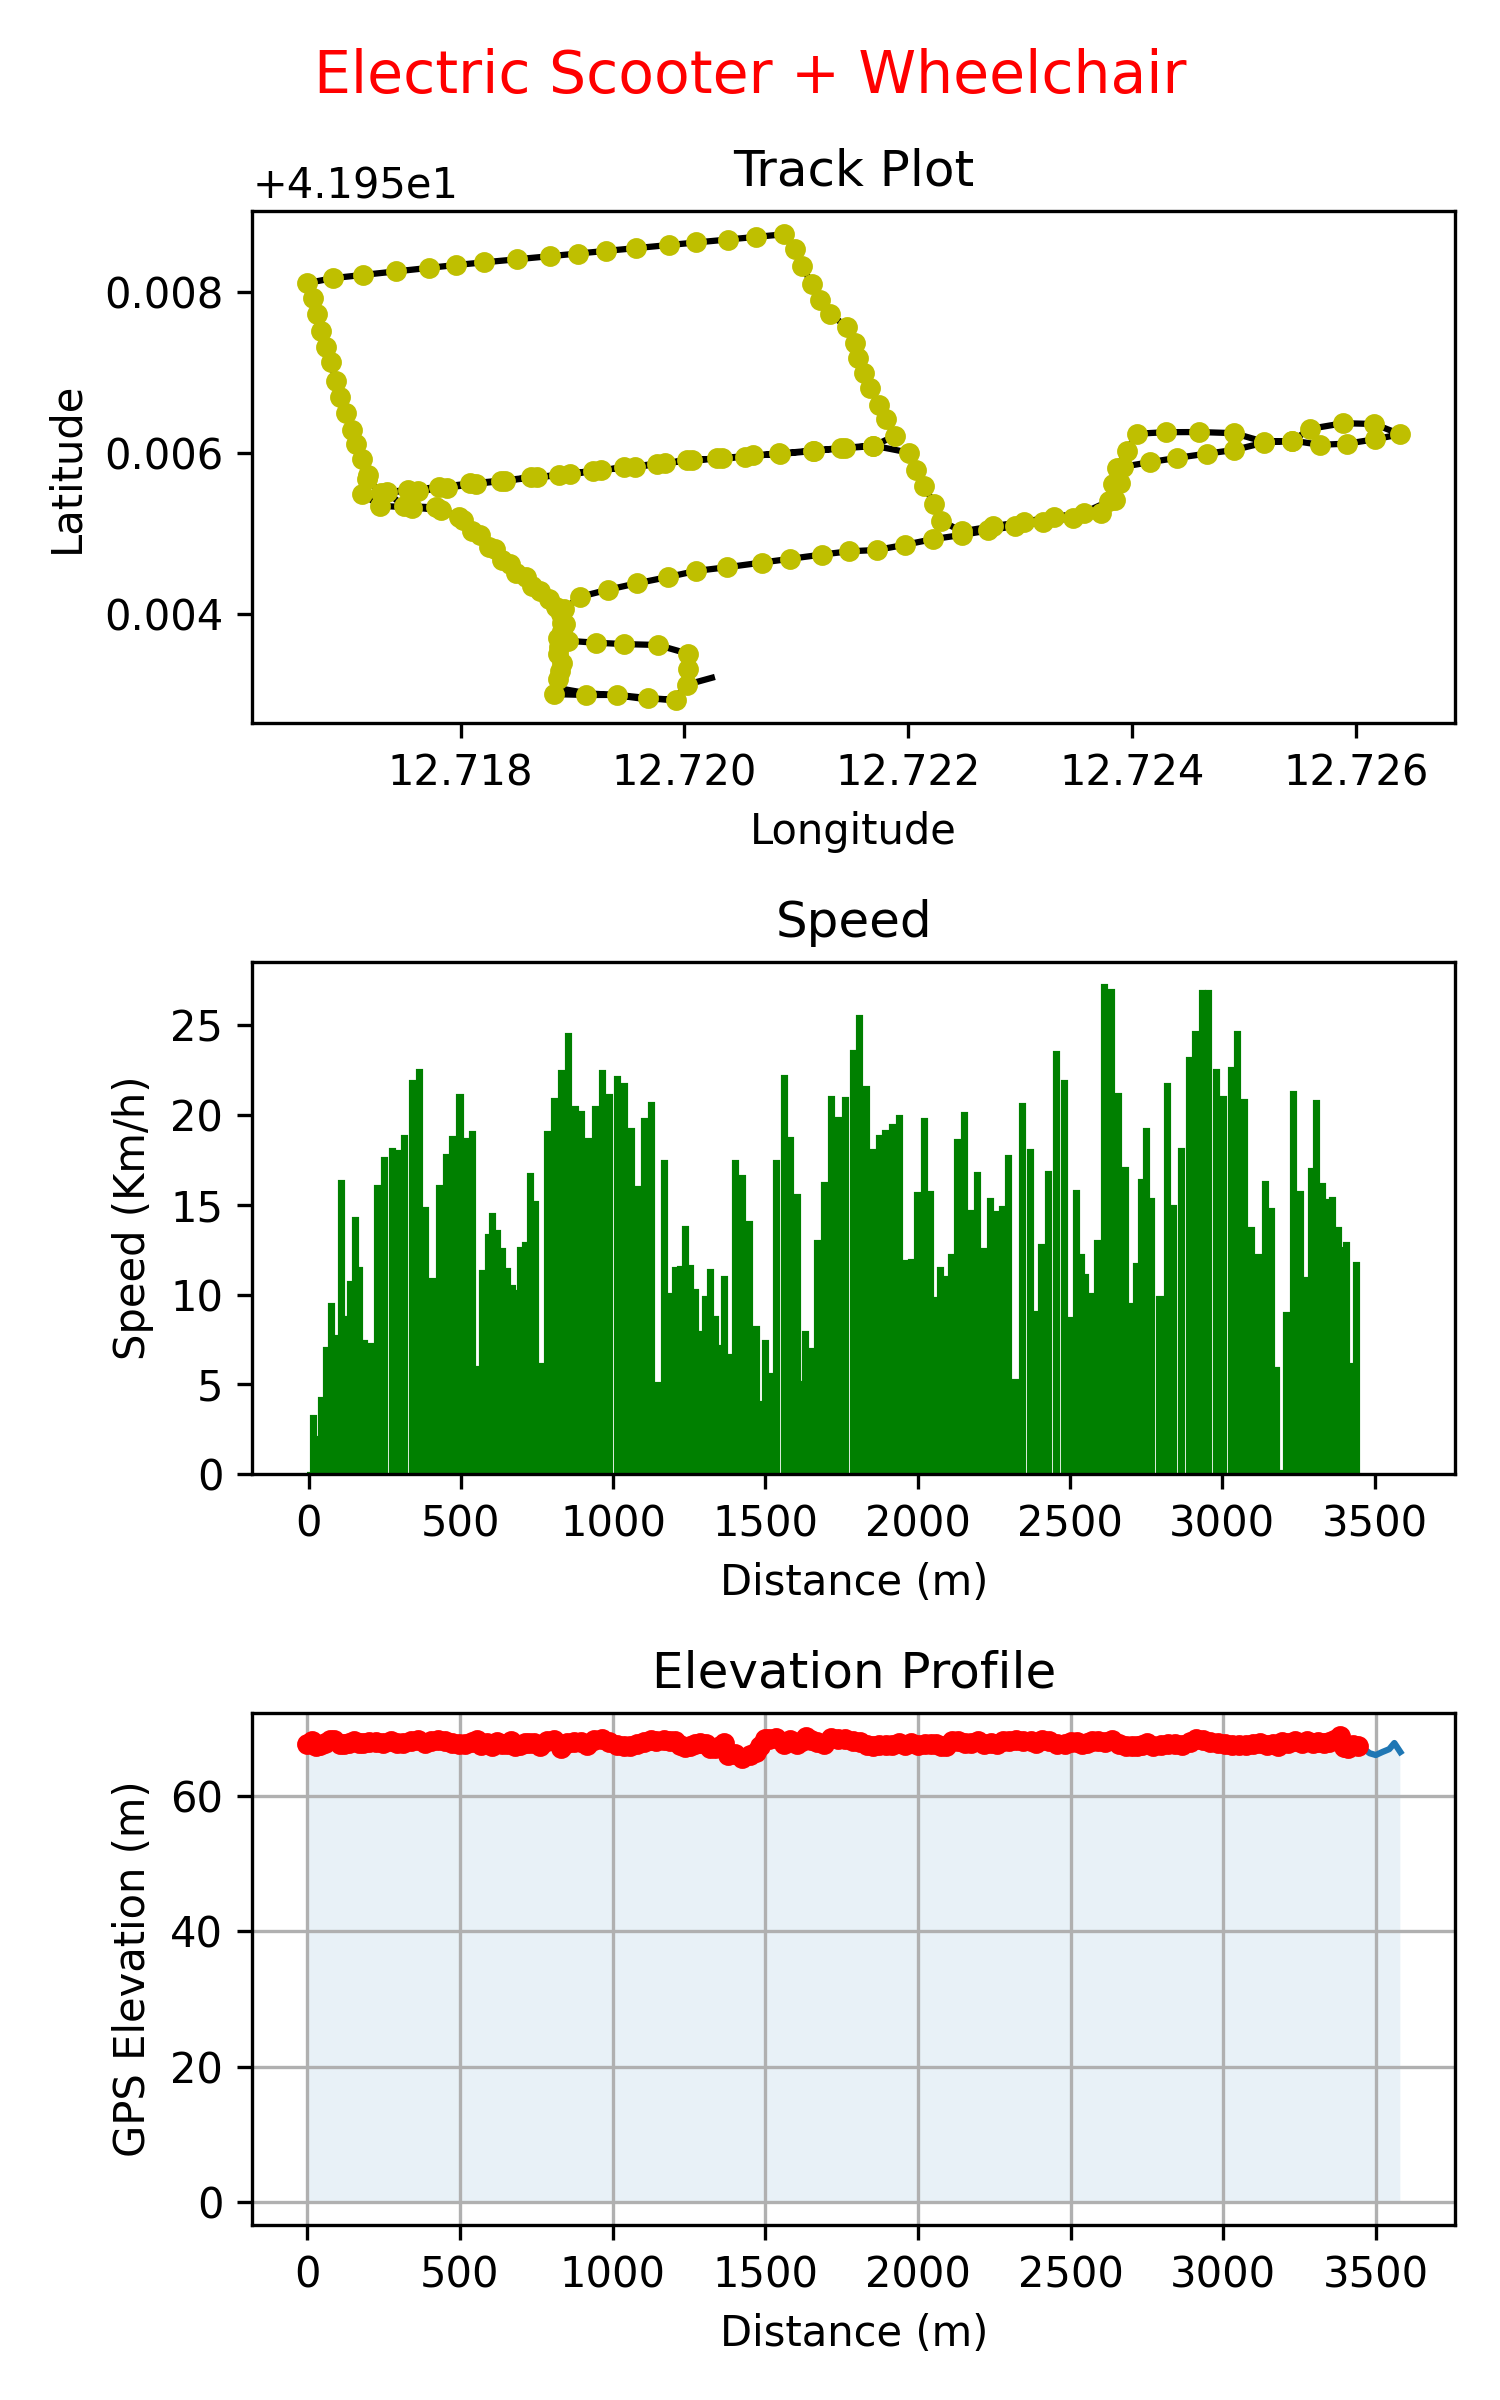 Electric Scooter + Wheelchair
Track Plot
+4.195e1
0.008
0.006
0.004
Latitude
12.718 12.720 12.722 12.724 12.726
Longitude
Speed
25
20
15
10
5
0
Speed (Km/h)
0 500 1000 1500 2000 2500 3000 3500
Distance (m)
Elevation Profile
60
40
20
0
GPS Elevation (m)
0 500 1000 1500 2000 2500 3000 3500
Distance (m)